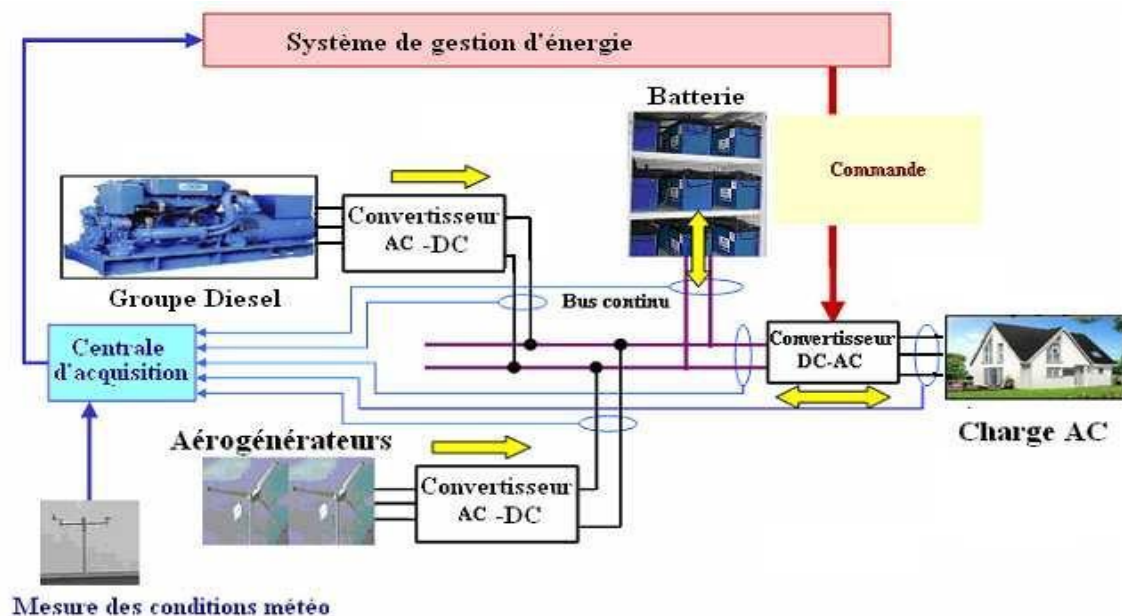 Système de gestion d'énergie
Batterie
Commande
Convertisseur
AC -DC
Groupe Diesel
Bus continu
Centrale
d'acquisition
Convertisseur
DC-AC
Charge AC
Aérogénérateurs
Convertisseur
AC -DC
Mesure des conditions météo